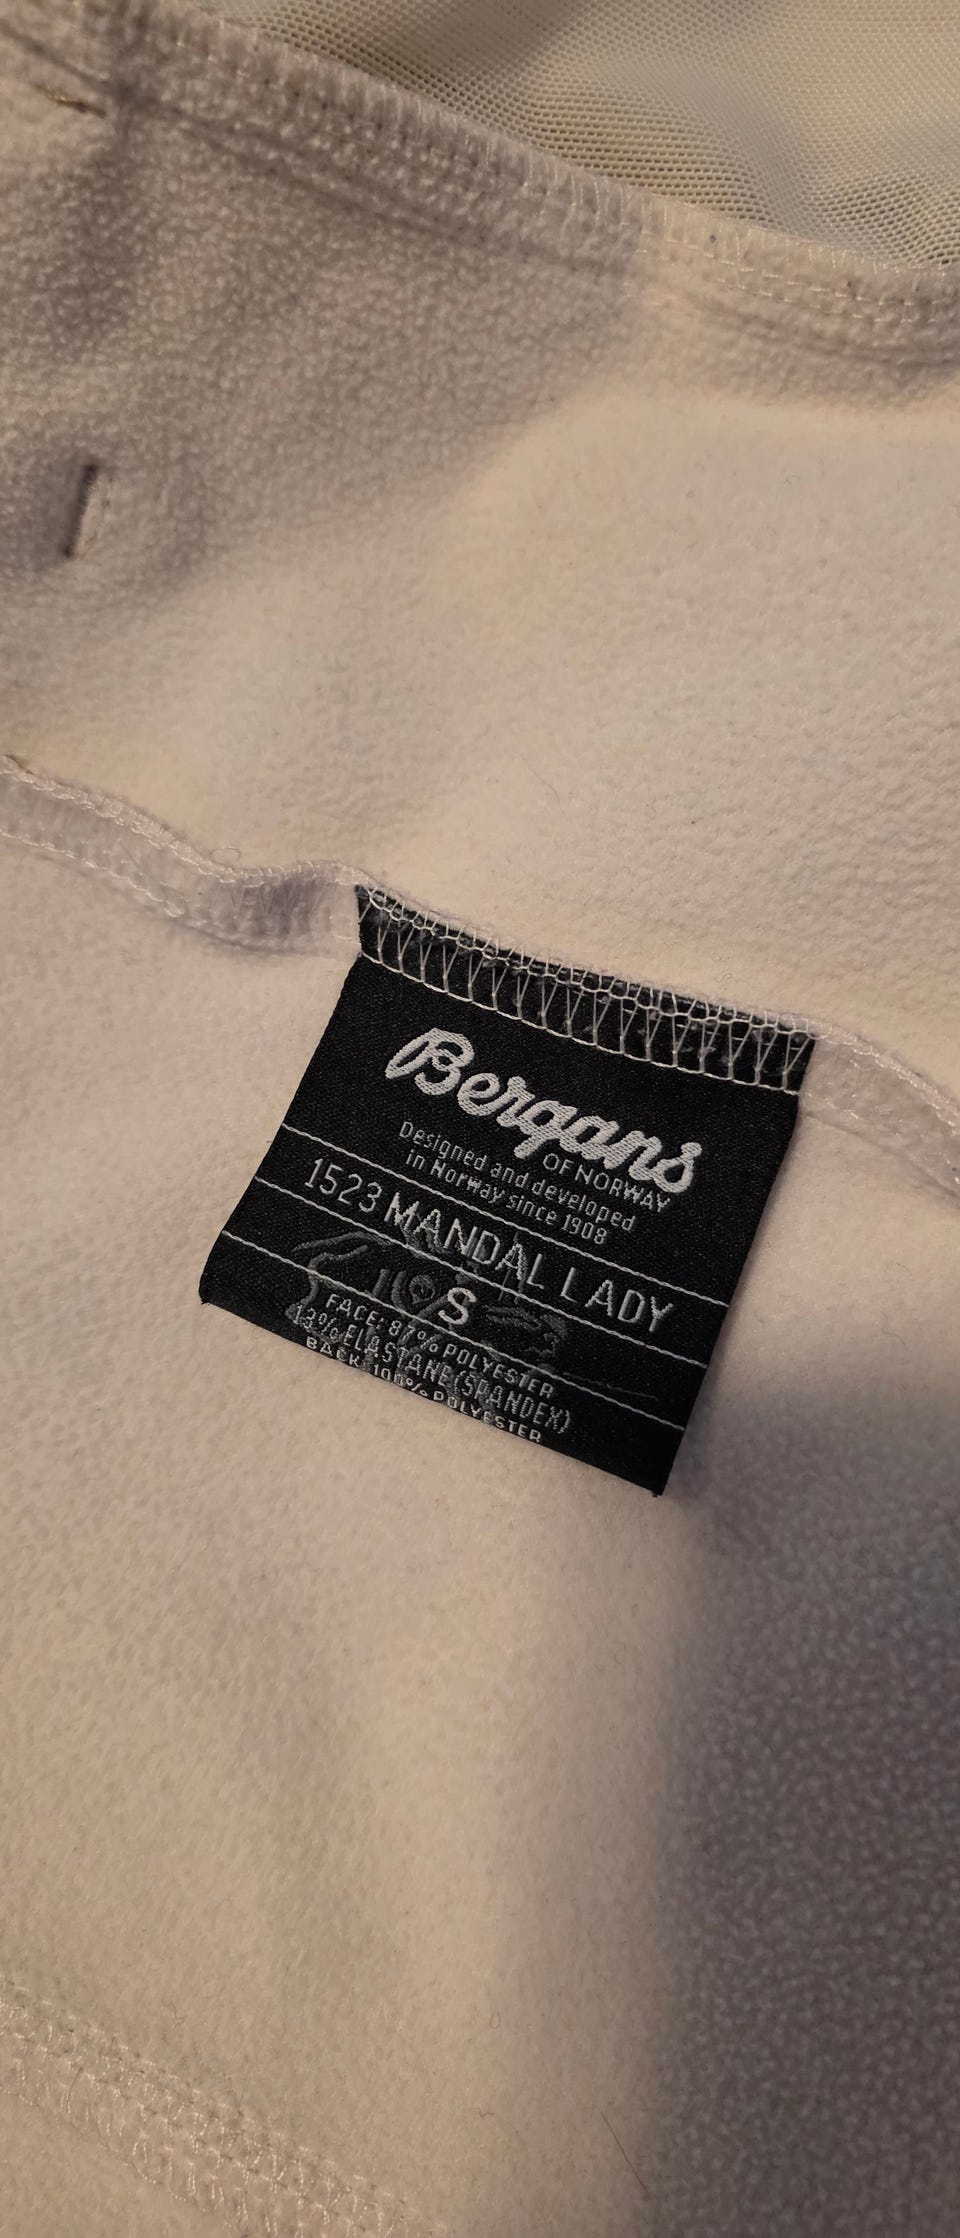 Bergans
OF NORWAY
Designed and developed
in Norway since 1908
1523 MANDAL LADY
S
FACE: 87% POLYESTER
13% ELASTANE(SPANDEX)
BACK: 100% POLYESTER